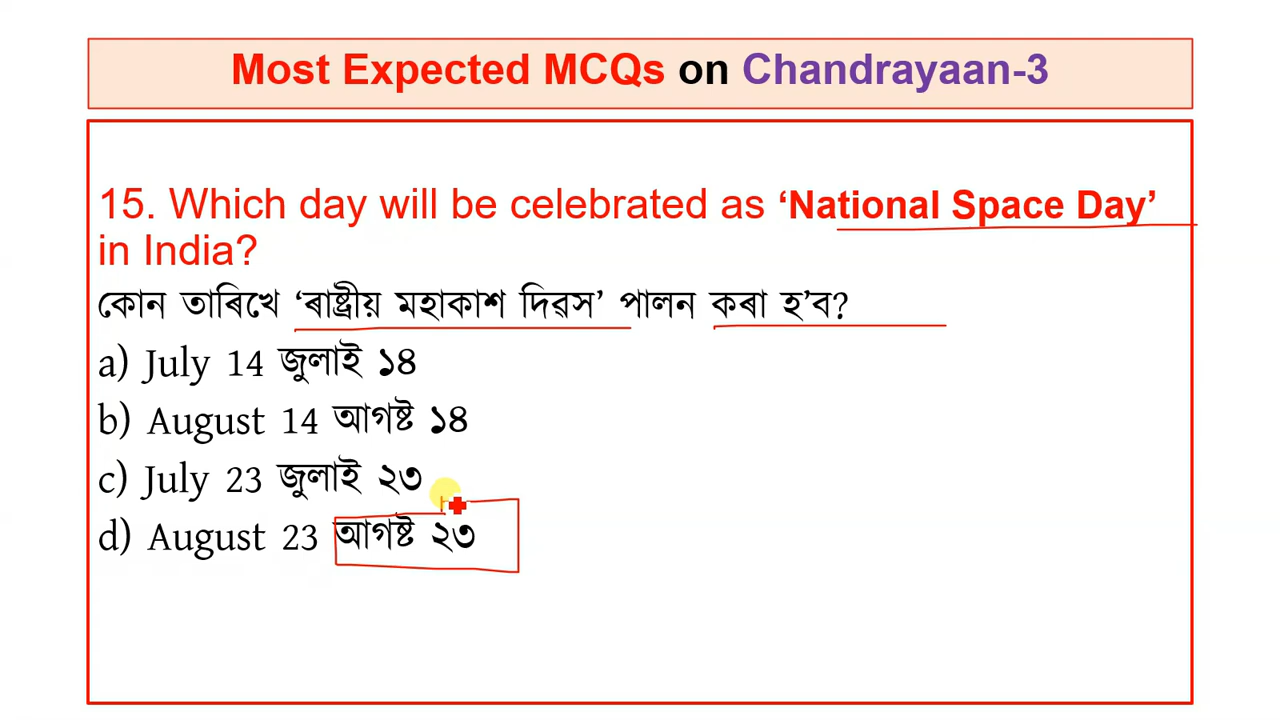 Most Expected MCQs on Chandrayaan-3
15. Which day will be celebrated as ‘National Space Day’
in India?
কোন তাৰিখে ‘ৰাষ্ট্ৰীয় মহাকাশ দিৱস’ পালন কৰা হ’ব?
a) July 14 জুলাই ১৪
b) August 14 আগষ্ট ১৪
c) July 23 জুলাই ২৩
d) August 23 আগষ্ট ২৩